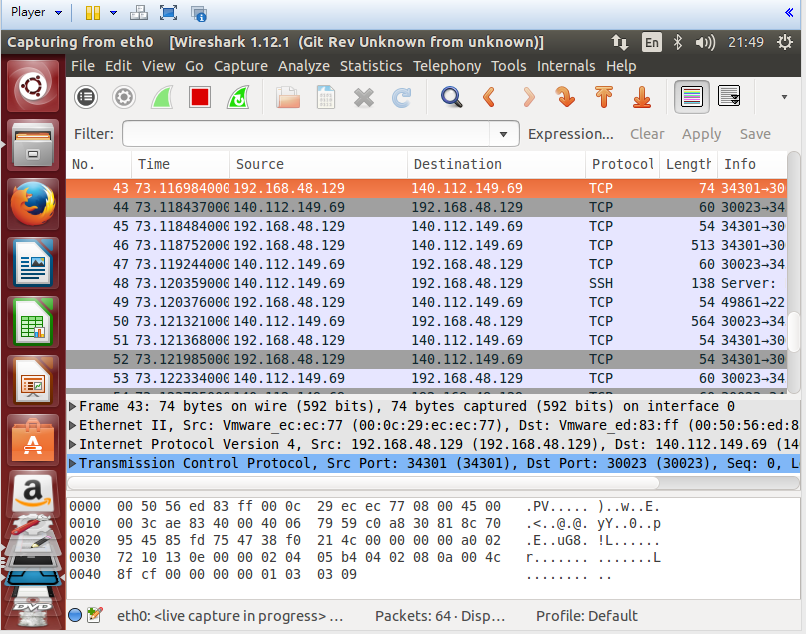 Player
Capturing from eth0 [Wireshark 1.12.1 (Git Rev Unknown from unknown)] En 21:49
File Edit View Go Capture Analyze Statistics Telephony Tools Internals Help
Filter: Expression... Clear Apply Save
No. Time Source Destination Protocol Length Info
43 73.116984000 192.168.48.129 140.112.149.69 TCP 74 34301→30
44 73.118437000 140.112.149.69 192.168.48.129 TCP 60 30023→34
45 73.118484000 192.168.48.129 140.112.149.69 TCP 54 34301→30
46 73.118752000 192.168.48.129 140.112.149.69 TCP 513 34301→30
47 73.119244000 140.112.149.69 192.168.48.129 TCP 60 30023→34
48 73.120359000 140.112.149.69 192.168.48.129 SSH 138 Server:
49 73.120376000 192.168.48.129 140.112.149.69 TCP 54 49861→22
50 73.121321000 140.112.149.69 192.168.48.129 TCP 564 30023→34
51 73.121368000 192.168.48.129 140.112.149.69 TCP 54 34301→30
52 73.121985000 192.168.48.129 140.112.149.69 TCP 54 34301→30
53 73.122334000 140.112.149.69 192.168.48.129 TCP 60 30023→34
Frame 43: 74 bytes on wire (592 bits), 74 bytes captured (592 bits) on interface 0
Ethernet II, Src: Vmware_ec:ec:77 (00:0c:29:ec:ec:77), Dst: Vmware_ed:83:ff (00:50:56:ed:8
Internet Protocol Version 4, Src: 192.168.48.129 (192.168.48.129), Dst: 140.112.149.69 (14
Transmission Control Protocol, Src Port: 34301 (34301), Dst Port: 30023 (30023), Seq: 0, L
0000 00 50 56 ed 83 ff 00 0c 29 ec ec 77 08 00 45 00 .PV..... )..w..E.
0010 00 3c ae 83 40 00 40 06 79 59 c0 a8 30 81 8c 70 .<..@.@. yY..0..p
0020 95 45 85 fd 75 47 38 f0 21 4c 00 00 00 00 a0 02 .E..uG8. !L......
0030 72 10 13 0e 00 00 02 04 05 b4 04 02 08 0a 00 4c r....... .......L
0040 8f cf 00 00 00 00 01 03 03 09 ........ ..
eth0: <live capture in progress> ... Packets: 64 · Disp... Profile: Default